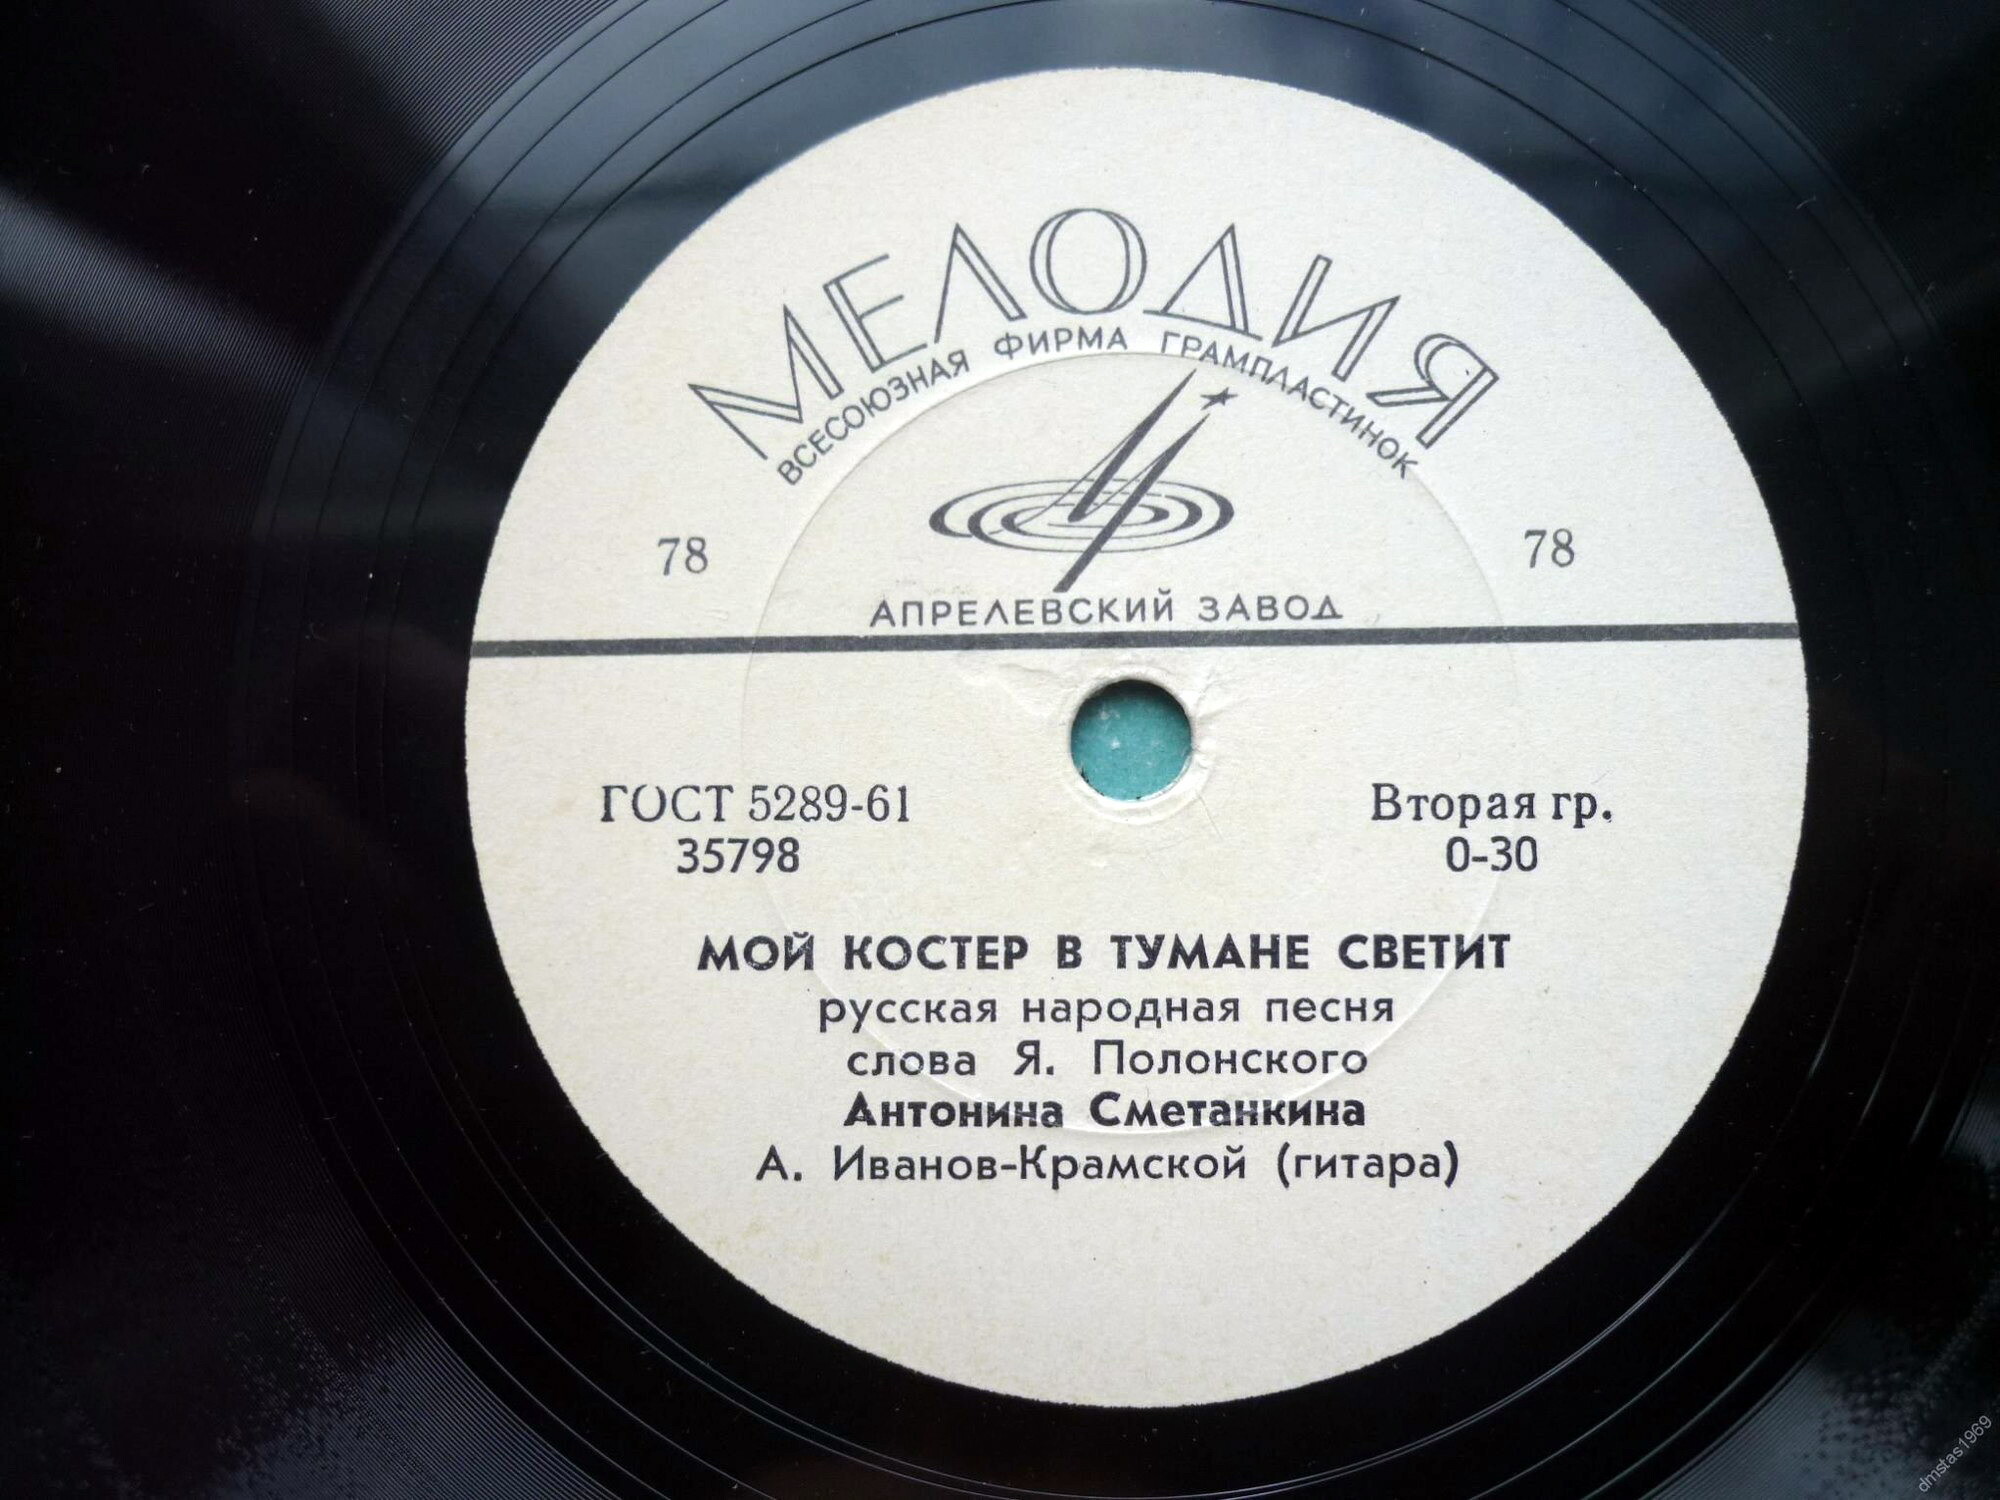 МЕЛОДИЯ
ВСЕСОЮЗНАЯ ФИРМА ГРАМПЛАСТИНОК
78 78
АПРЕЛЕВСКИЙ ЗАВОД
ГОСТ 5289-61 Вторая гр.
35798 0-30
МОЙ КОСТЕР В ТУМАНЕ СВЕТИТ
русская народная песня
слова Я. Полонского
Антонина Сметанкина
А. Иванов-Крамской (гитара)
dmstas1969